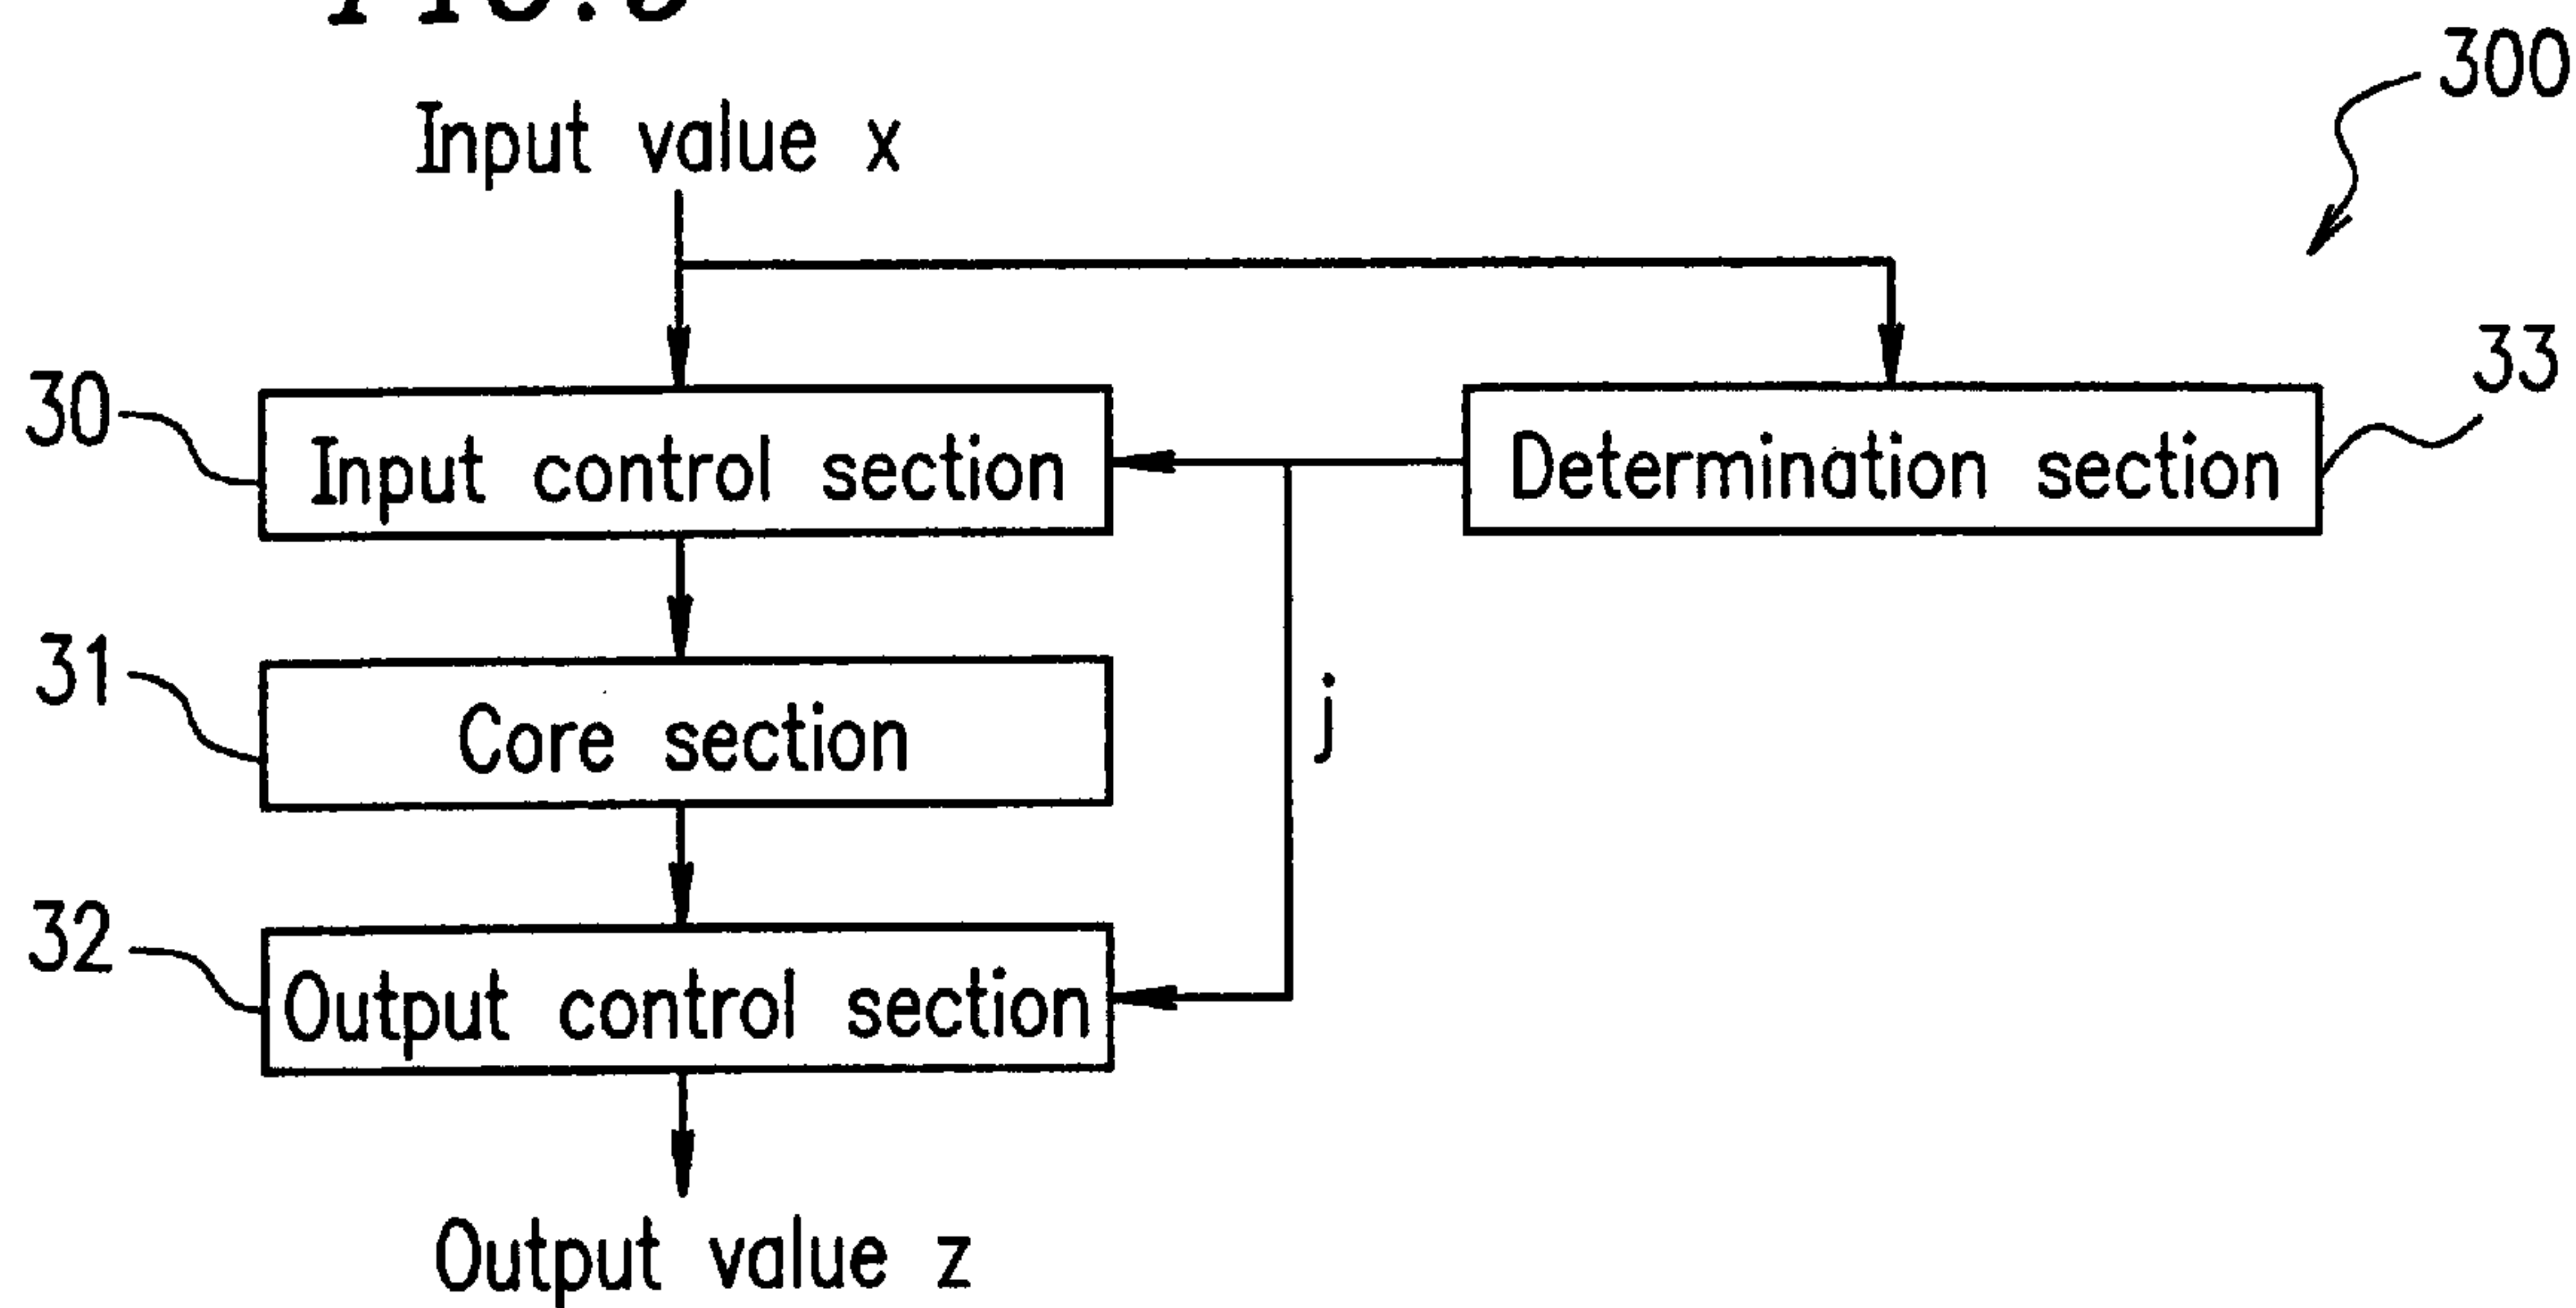 300
Input value x
30
Input control section
Determination section
33
31
Core section
j
32
Output control section
Output value z